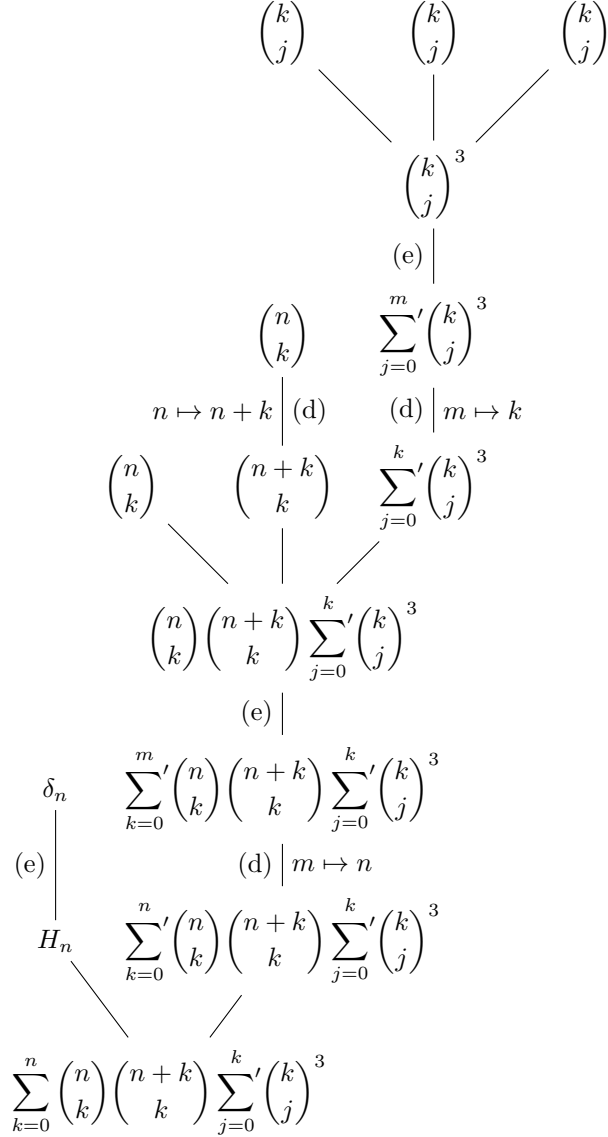 $\binom{k}{j}$ $\binom{k}{j}$ $\binom{k}{j}$
$\binom{k}{j}^3$
(e)
$\binom{n}{k}$ $\sum_{j=0}^{m}{}' \binom{k}{j}^3$
$n \mapsto n + k$ (d) (d) $m \mapsto k$
$\binom{n}{k}$ $\binom{n+k}{k}$ $\sum_{j=0}^{k}{}' \binom{k}{j}^3$
$\binom{n}{k} \binom{n+k}{k} \sum_{j=0}^{k}{}' \binom{k}{j}^3$
(e)
$\delta_n$ $\sum_{k=0}^{m}{}' \binom{n}{k} \binom{n+k}{k} \sum_{j=0}^{k}{}' \binom{k}{j}^3$
(e) (d) $m \mapsto n$
$H_n$ $\sum_{k=0}^{n}{}' \binom{n}{k} \binom{n+k}{k} \sum_{j=0}^{k}{}' \binom{k}{j}^3$
$\sum_{k=0}^{n} \binom{n}{k} \binom{n+k}{k} \sum_{j=0}^{k}{}' \binom{k}{j}^3$